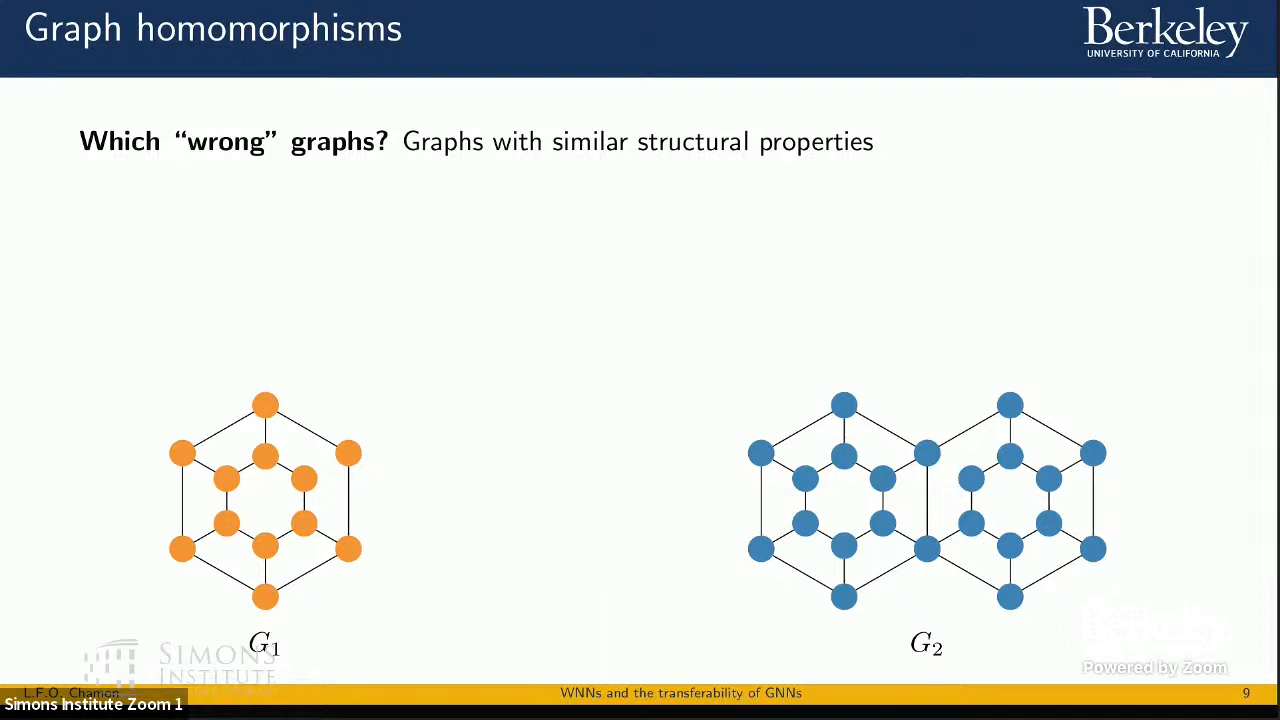 Graph homomorphisms
Berkeley
UNIVERSITY OF CALIFORNIA
Which “wrong” graphs? Graphs with similar structural properties
G1
G2
SIMONS
INSTITUTE
Berkeley
Powered by Zoom
L.F.O. Chamon
WNNs and the transferability of GNNs
9
Simons Institute Zoom 1